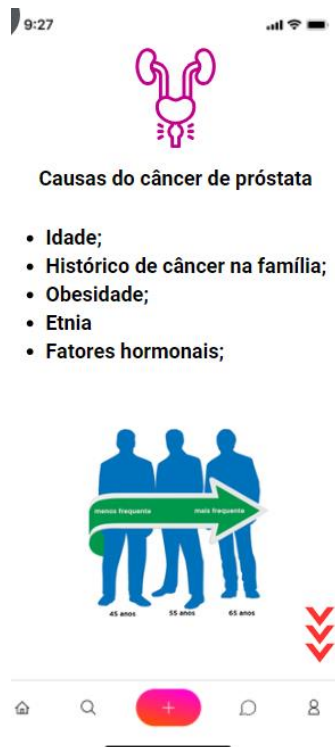 9:27
Causas do câncer de próstata
• Idade;
• Histórico de câncer na família;
• Obesidade;
• Etnia
• Fatores hormonais;
menos frequente mais frequente
45 anos 55 anos 65 anos